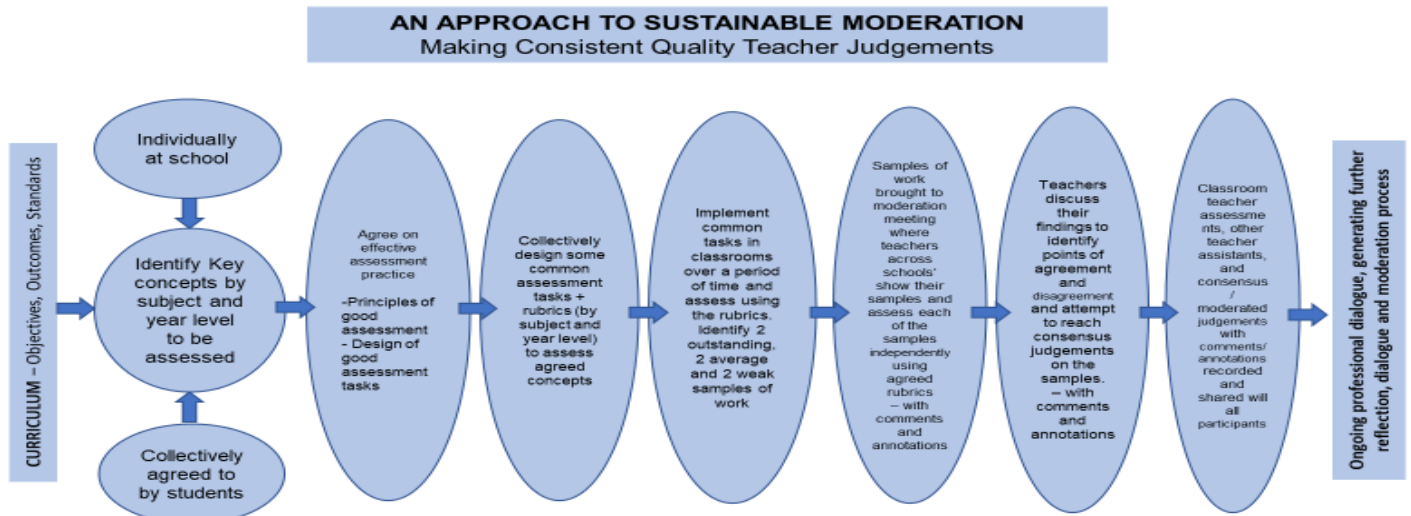 AN APPROACH TO SUSTAINABLE MODERATION
Making Consistent Quality Teacher Judgements
CURRICULUM – Objectives, Outcomes, Standards
Individually
at school
Identify Key
concepts by
subject and
year level
to be
assessed
Collectively
agreed to
by students
Agree on
effective
assessment
practice
-Principles of
good
assessment
- Design of
good
assessment
tasks
Collectively
design some
common
assessment
tasks +
rubrics (by
subject and
year level)
to assess
agreed
concepts
Implement
common
tasks in
classrooms
over a period
of time and
assess using
the rubrics.
Identify 2
outstanding,
2 average
and 2 weak
samples of
work
Samples of
work
brought to
moderation
meeting
where
teachers
across
schools'
show their
samples and
assess each
of the
samples
independently
using
agreed
rubrics
– with
comments
and
annotations
Teachers
discuss
their
findings to
identify
points of
agreement
and
disagreement
and attempt
to reach
consensus
judgements
on the
samples.
– with
comments
and
annotations
Classroom
teacher
assessme
nts, other
teacher
assistants,
and
consensus
/
moderated
judgements
with
comments/
annotations
recorded
and
shared will
all
participants
Ongoing professional dialogue, generating further
reflection, dialogue and moderation process